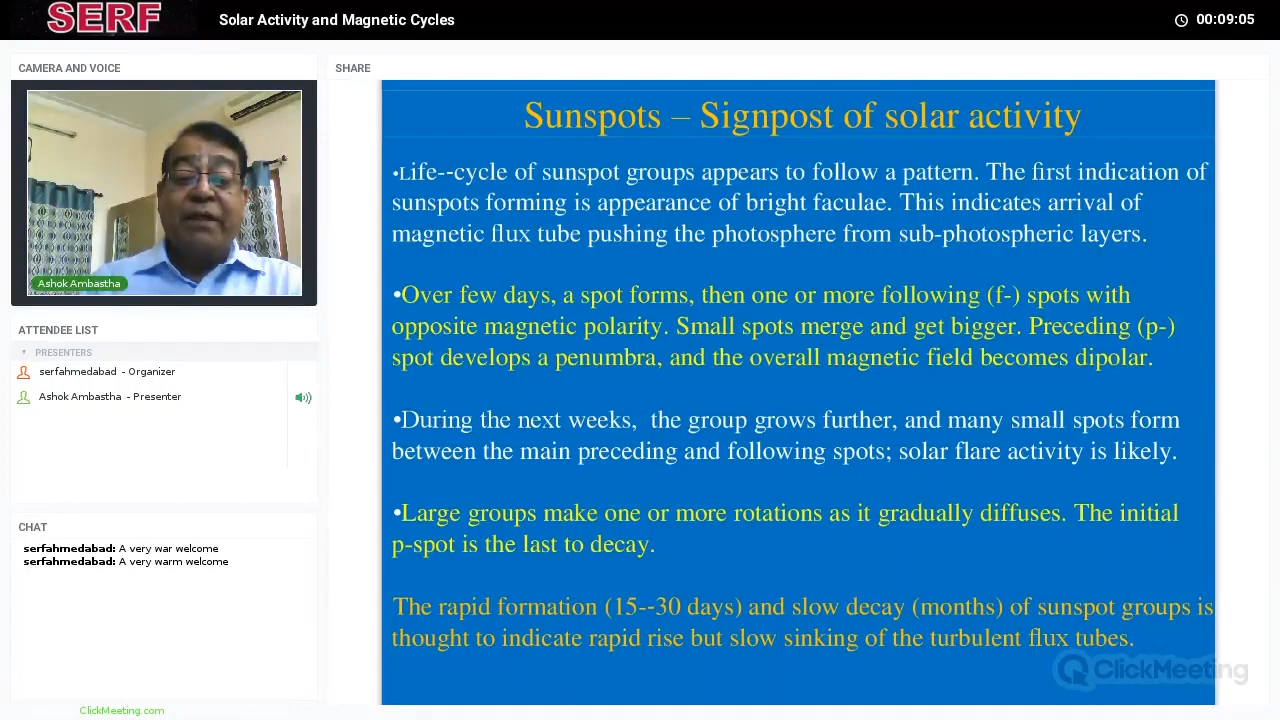 SERF
Solar Activity and Magnetic Cycles
00:09:05
CAMERA AND VOICE
Ashok Ambastha
ATTENDEE LIST
PRESENTERS
serfahmedabad - Organizer
Ashok Ambastha - Presenter
CHAT
serfahmedabad: A very war welcome
serfahmedabad: A very warm welcome
ClickMeeting.com
SHARE
Sunspots – Signpost of solar activity
•Life--cycle of sunspot groups appears to follow a pattern. The first indication of
sunspots forming is appearance of bright faculae. This indicates arrival of
magnetic flux tube pushing the photosphere from sub-photospheric layers.
•Over few days, a spot forms, then one or more following (f-) spots with
opposite magnetic polarity. Small spots merge and get bigger. Preceding (p-)
spot develops a penumbra, and the overall magnetic field becomes dipolar.
•During the next weeks, the group grows further, and many small spots form
between the main preceding and following spots; solar flare activity is likely.
•Large groups make one or more rotations as it gradually diffuses. The initial
p-spot is the last to decay.
The rapid formation (15--30 days) and slow decay (months) of sunspot groups is
thought to indicate rapid rise but slow sinking of the turbulent flux tubes.
ClickMeeting